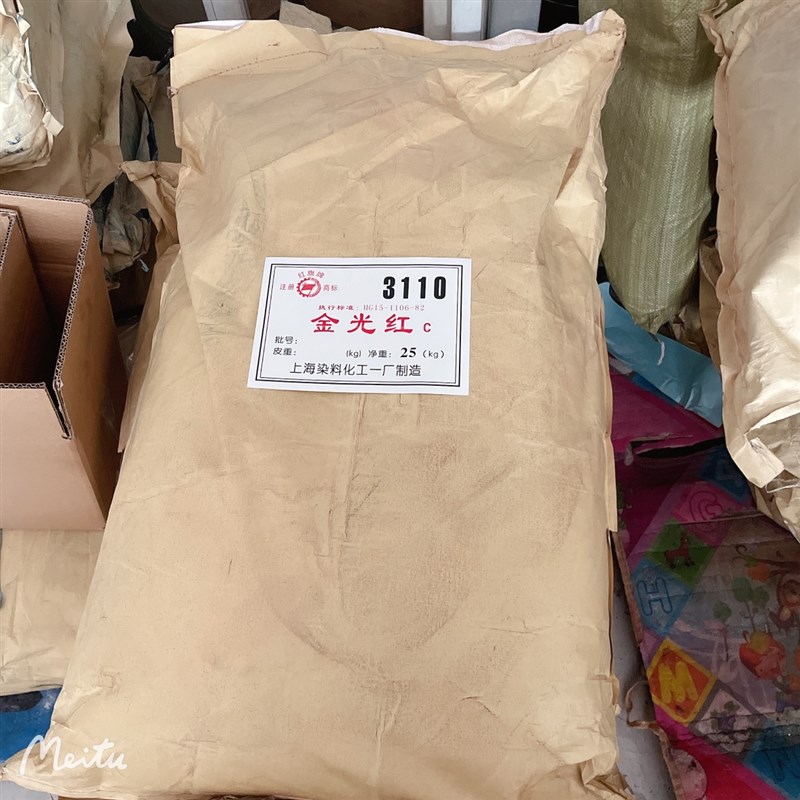 红旗牌
注册 商标
3110
执行标准：HG15-1106-82
金光红 C
批号：
皮重： (kg) 净重：25 (kg)
上海染料化工一厂制造
G
H
M
Meitu